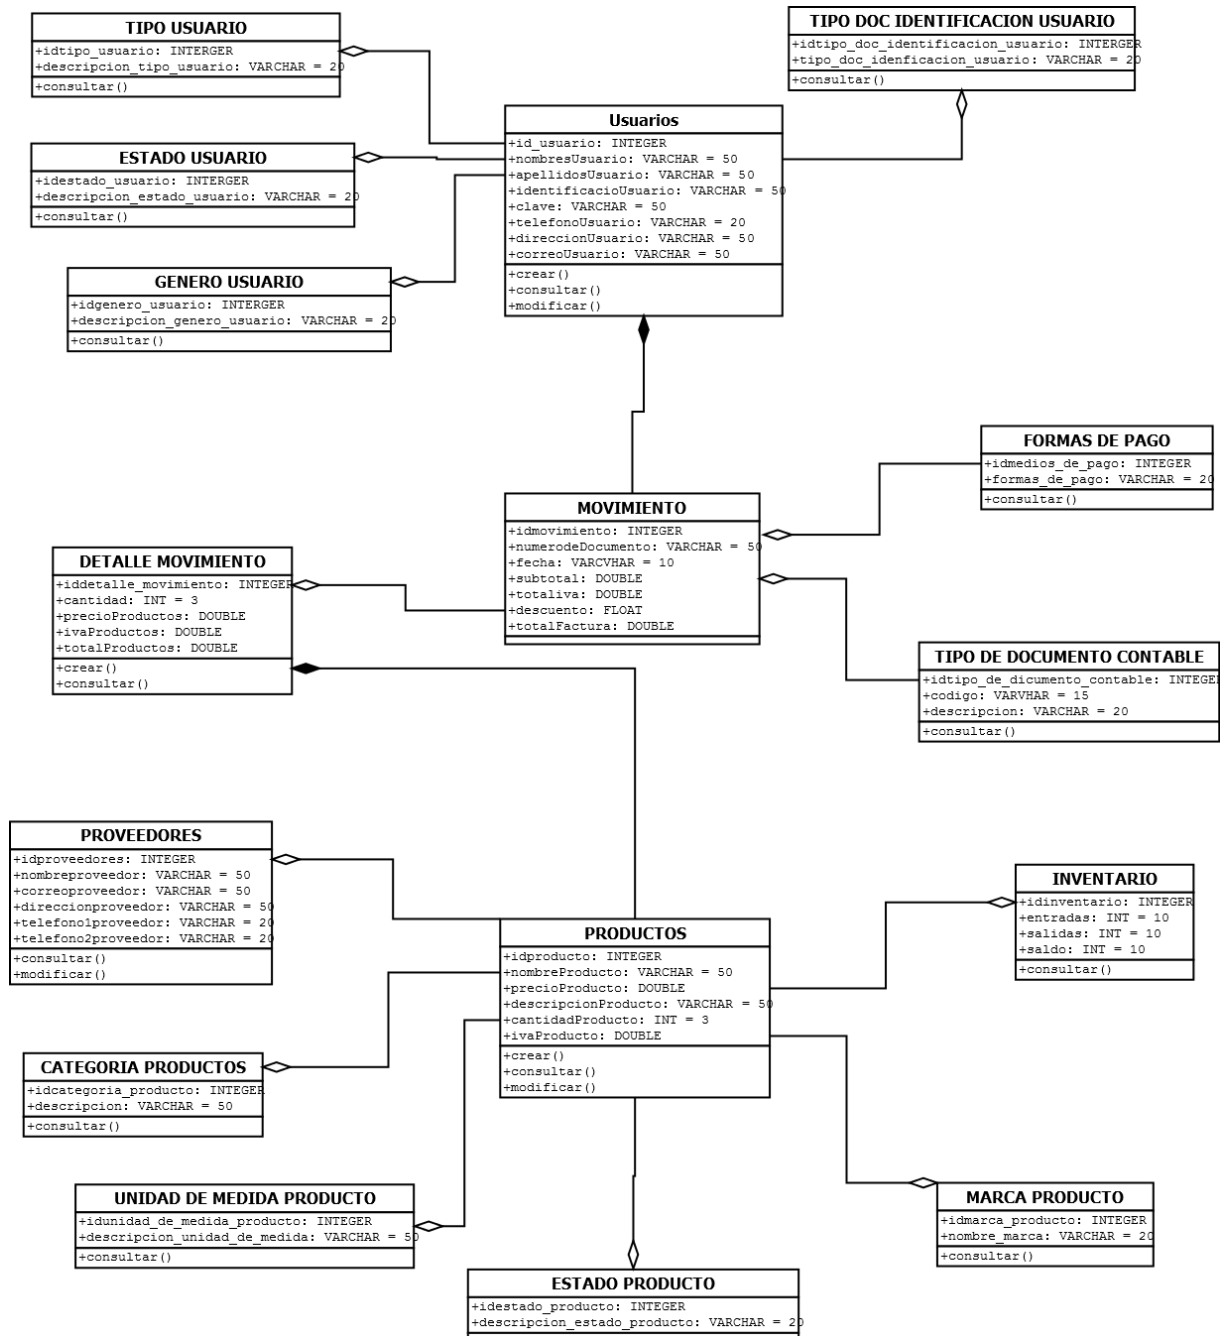 TIPO USUARIO
+idtipo_usuario: INTERGER
+descripcion_tipo_usuario: VARCHAR = 20
+consultar()
TIPO DOC IDENTIFICACION USUARIO
+idtipo_doc_identificacion_usuario: INTERGER
+tipo_doc_idenficacion_usuario: VARCHAR = 20
+consultar()
Usuarios
+id_usuario: INTEGER
+nombresUsuario: VARCHAR = 50
+apellidosUsuario: VARCHAR = 50
+identificacioUsuario: VARCHAR = 50
+clave: VARCHAR = 50
+telefonoUsuario: VARCHAR = 20
+direccionUsuario: VARCHAR = 50
+correoUsuario: VARCHAR = 50
+crear()
+consultar()
+modificar()
ESTADO USUARIO
+idestado_usuario: INTERGER
+descripcion_estado_usuario: VARCHAR = 20
+consultar()
GENERO USUARIO
+idgenero_usuario: INTERGER
+descripcion_genero_usuario: VARCHAR = 20
+consultar()
FORMAS DE PAGO
+idmedios_de_pago: INTEGER
+formas_de_pago: VARCHAR = 20
+consultar()
MOVIMIENTO
+idmovimiento: INTEGER
+numerodeDocumento: VARCHAR = 50
+fecha: VARCVHAR = 10
+subtotal: DOUBLE
+totaliva: DOUBLE
+descuento: FLOAT
+totalFactura: DOUBLE
DETALLE MOVIMIENTO
+iddetalle_movimiento: INTEGER
+cantidad: INT = 3
+precioProductos: DOUBLE
+ivaProductos: DOUBLE
+totalProductos: DOUBLE
+crear()
+consultar()
TIPO DE DOCUMENTO CONTABLE
+idtipo_de_dicumento_contable: INTEGER
+codigo: VARVHAR = 15
+descripcion: VARCHAR = 20
+consultar()
PROVEEDORES
+idproveedores: INTEGER
+nombreproveedor: VARCHAR = 50
+correoproveedor: VARCHAR = 50
+direccionproveedor: VARCHAR = 50
+telefono1proveedor: VARCHAR = 20
+telefono2proveedor: VARCHAR = 20
+consultar()
+modificar()
INVENTARIO
+idinventario: INTEGER
+entradas: INT = 10
+salidas: INT = 10
+saldo: INT = 10
+consultar()
PRODUCTOS
+idproducto: INTEGER
+nombreProducto: VARCHAR = 50
+precioProducto: DOUBLE
+descripcionProducto: VARCHAR = 50
+cantidadProducto: INT = 3
+ivaProducto: DOUBLE
+crear()
+consultar()
+modificar()
CATEGORIA PRODUCTOS
+idcategoria_producto: INTEGER
+descripcion: VARCHAR = 50
+consultar()
UNIDAD DE MEDIDA PRODUCTO
+idunidad_de_medida_producto: INTEGER
+descripcion_unidad_de_medida: VARCHAR = 50
+consultar()
MARCA PRODUCTO
+idmarca_producto: INTEGER
+nombre_marca: VARCHAR = 20
+consultar()
ESTADO PRODUCTO
+idestado_producto: INTEGER
+descripcion_estado_producto: VARCHAR = 20